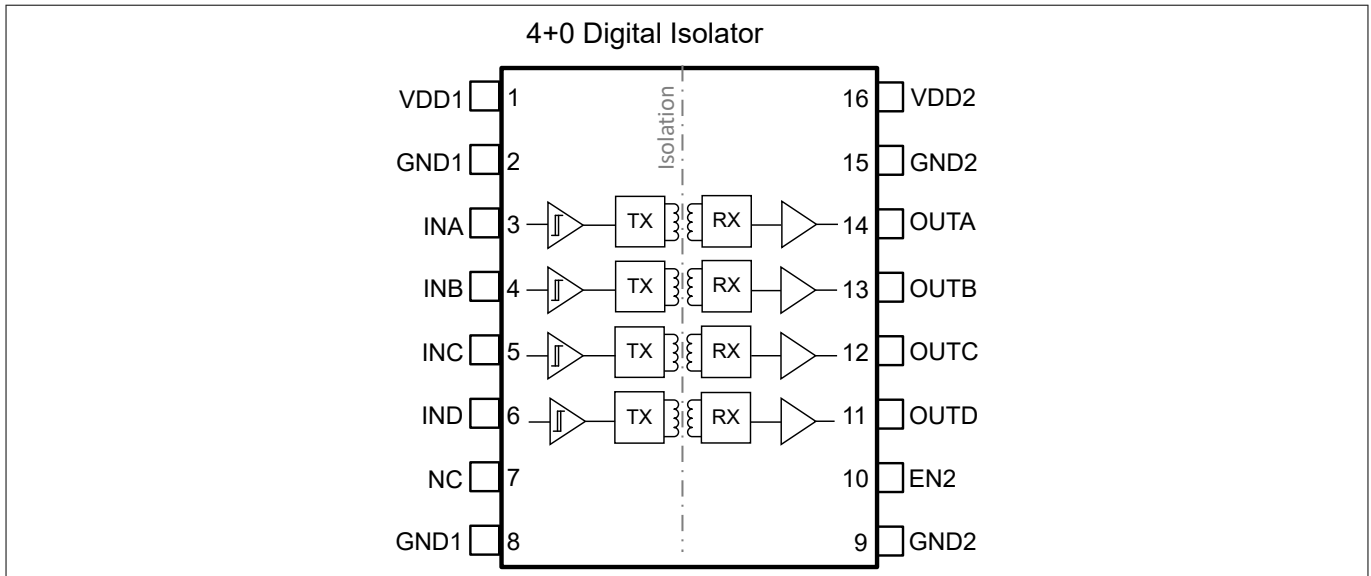 4+0 Digital Isolator
Isolation
VDD1 1 16 VDD2
GND1 2 15 GND2
INA 3 TX RX 14 OUTA
INB 4 TX RX 13 OUTB
INC 5 TX RX 12 OUTC
IND 6 TX RX 11 OUTD
NC 7 10 EN2
GND1 8 9 GND2